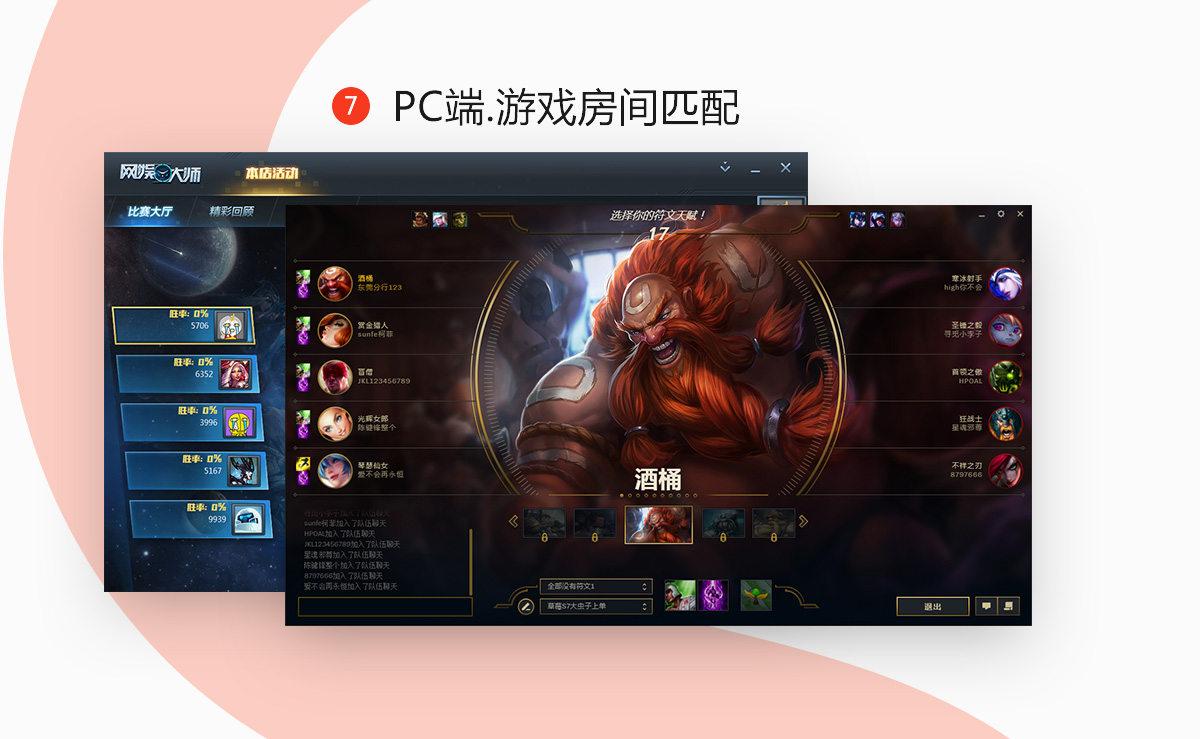 7 PC端.游戏房间匹配
网娱大师
本店活动
比赛大厅
精彩回顾
胜率: 0%
5706
胜率: 0%
6352
胜率: 0%
3996
胜率: 0%
5167
胜率: 0%
9939
选择你的符文天赋！
17
酒桶
东莞分行123
赏金猎人
sunfe柯菲
盲僧
JKL123456789
光辉女郎
陈键锋整个
琴瑟仙女
爱不会再永恒
寒冰射手
high你不会
圣锤之毅
寻觅小李子
首领之傲
HPOAL
狂战士
星魂邪尊
不祥之刃
8797666
酒桶
sunfe柯菲加入了队伍聊天
HPOAL加入了队伍聊天
JKL123456789加入了队伍聊天
星魂邪尊加入了队伍聊天
陈键锋整个加入了队伍聊天
8797666加入了队伍聊天
爱不会再永恒加入了队伍聊天
全部没有符文1
草莓S7大虫子上单
退出